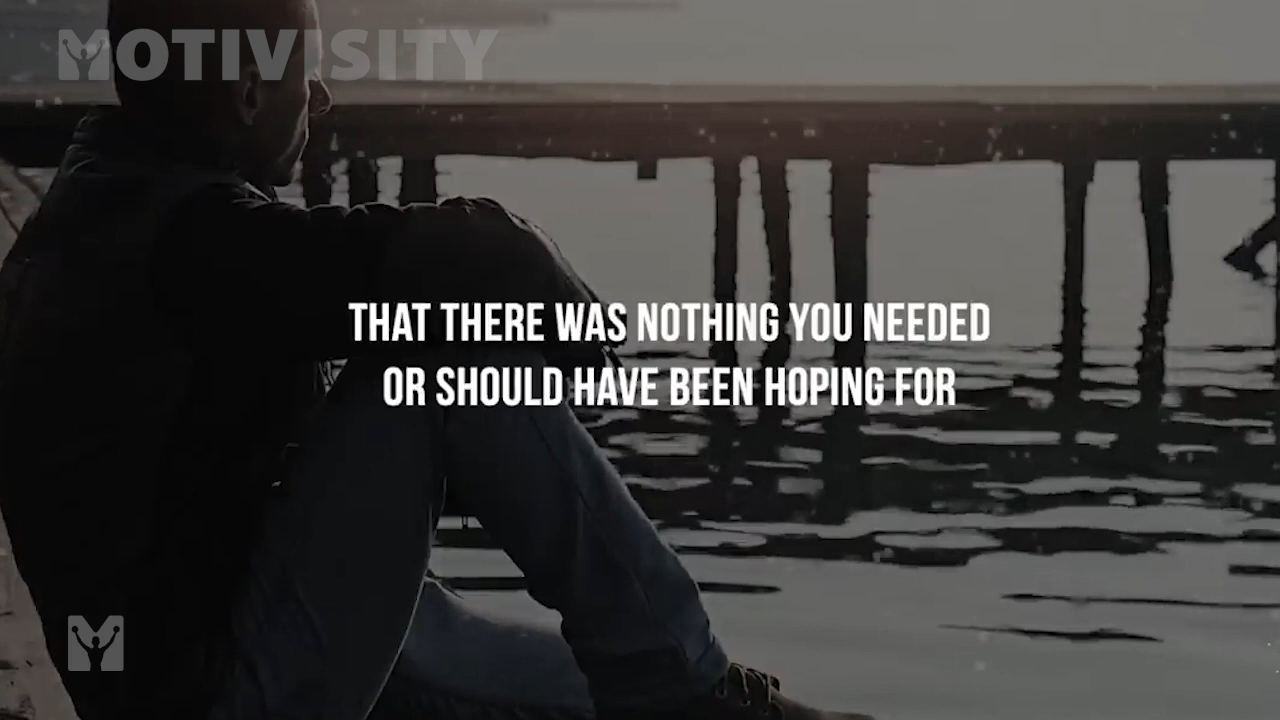 MOTIVISITY
THAT THERE WAS NOTHING YOU NEEDED
OR SHOULD HAVE BEEN HOPING FOR